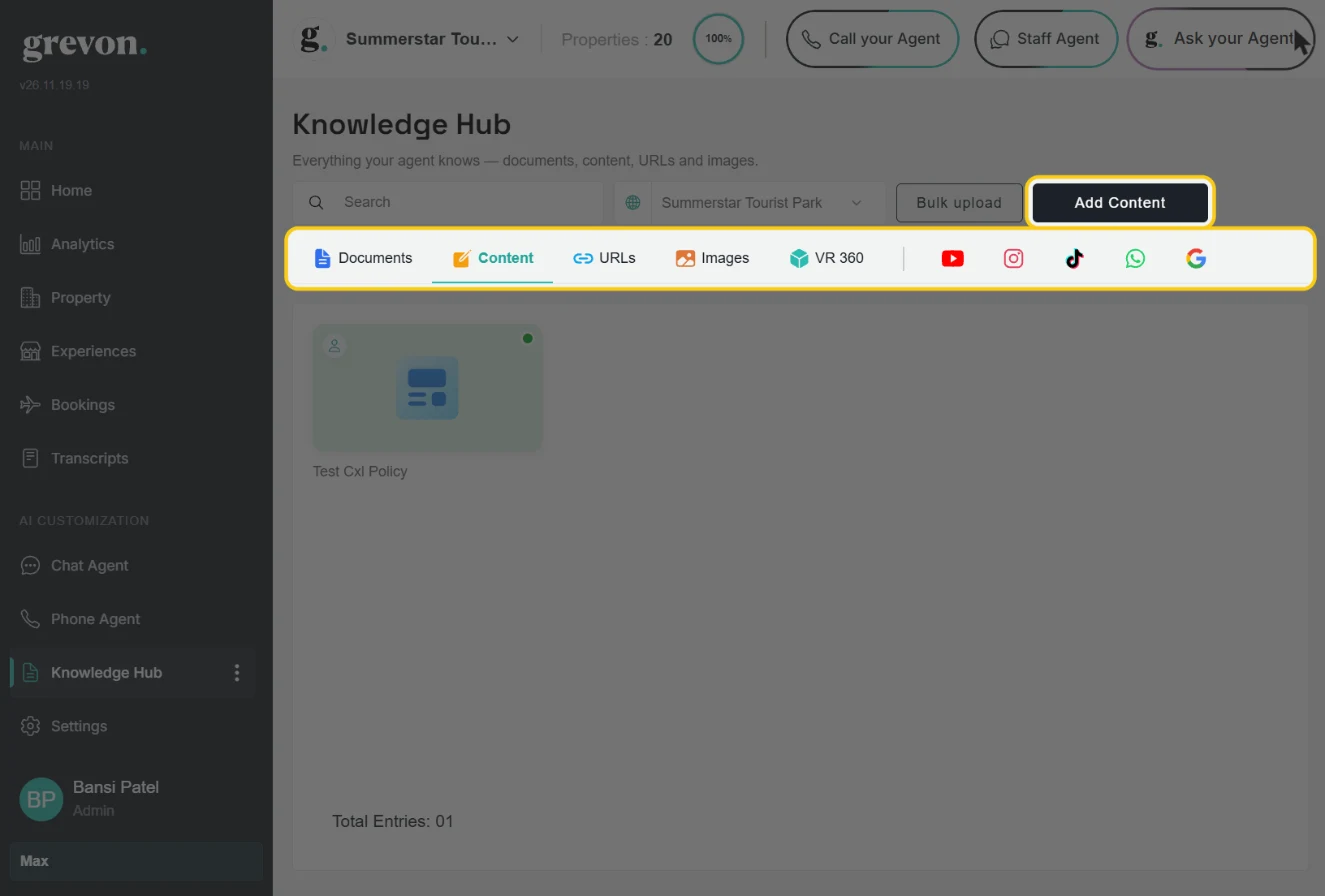 grevon.
v26.11.19.19
MAIN
Home
Analytics
Property
Experiences
Bookings
Transcripts
AI CUSTOMIZATION
Chat Agent
Phone Agent
Knowledge Hub
Settings
BP
Bansi Patel
Admin
Max
g. Summerstar Tou... Properties : 20 100% Call your Agent Staff Agent g. Ask your Agent
Knowledge Hub
Everything your agent knows — documents, content, URLs and images.
Search Summerstar Tourist Park Bulk upload Add Content
Documents Content URLs Images VR 360
Test Cxl Policy
Total Entries: 01